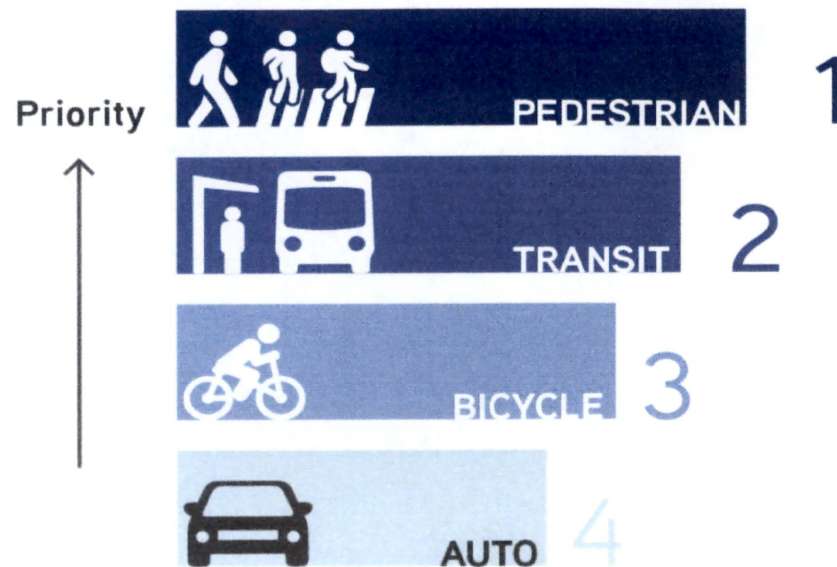 Priority
PEDESTRIAN 1
TRANSIT 2
BICYCLE 3
AUTO 4